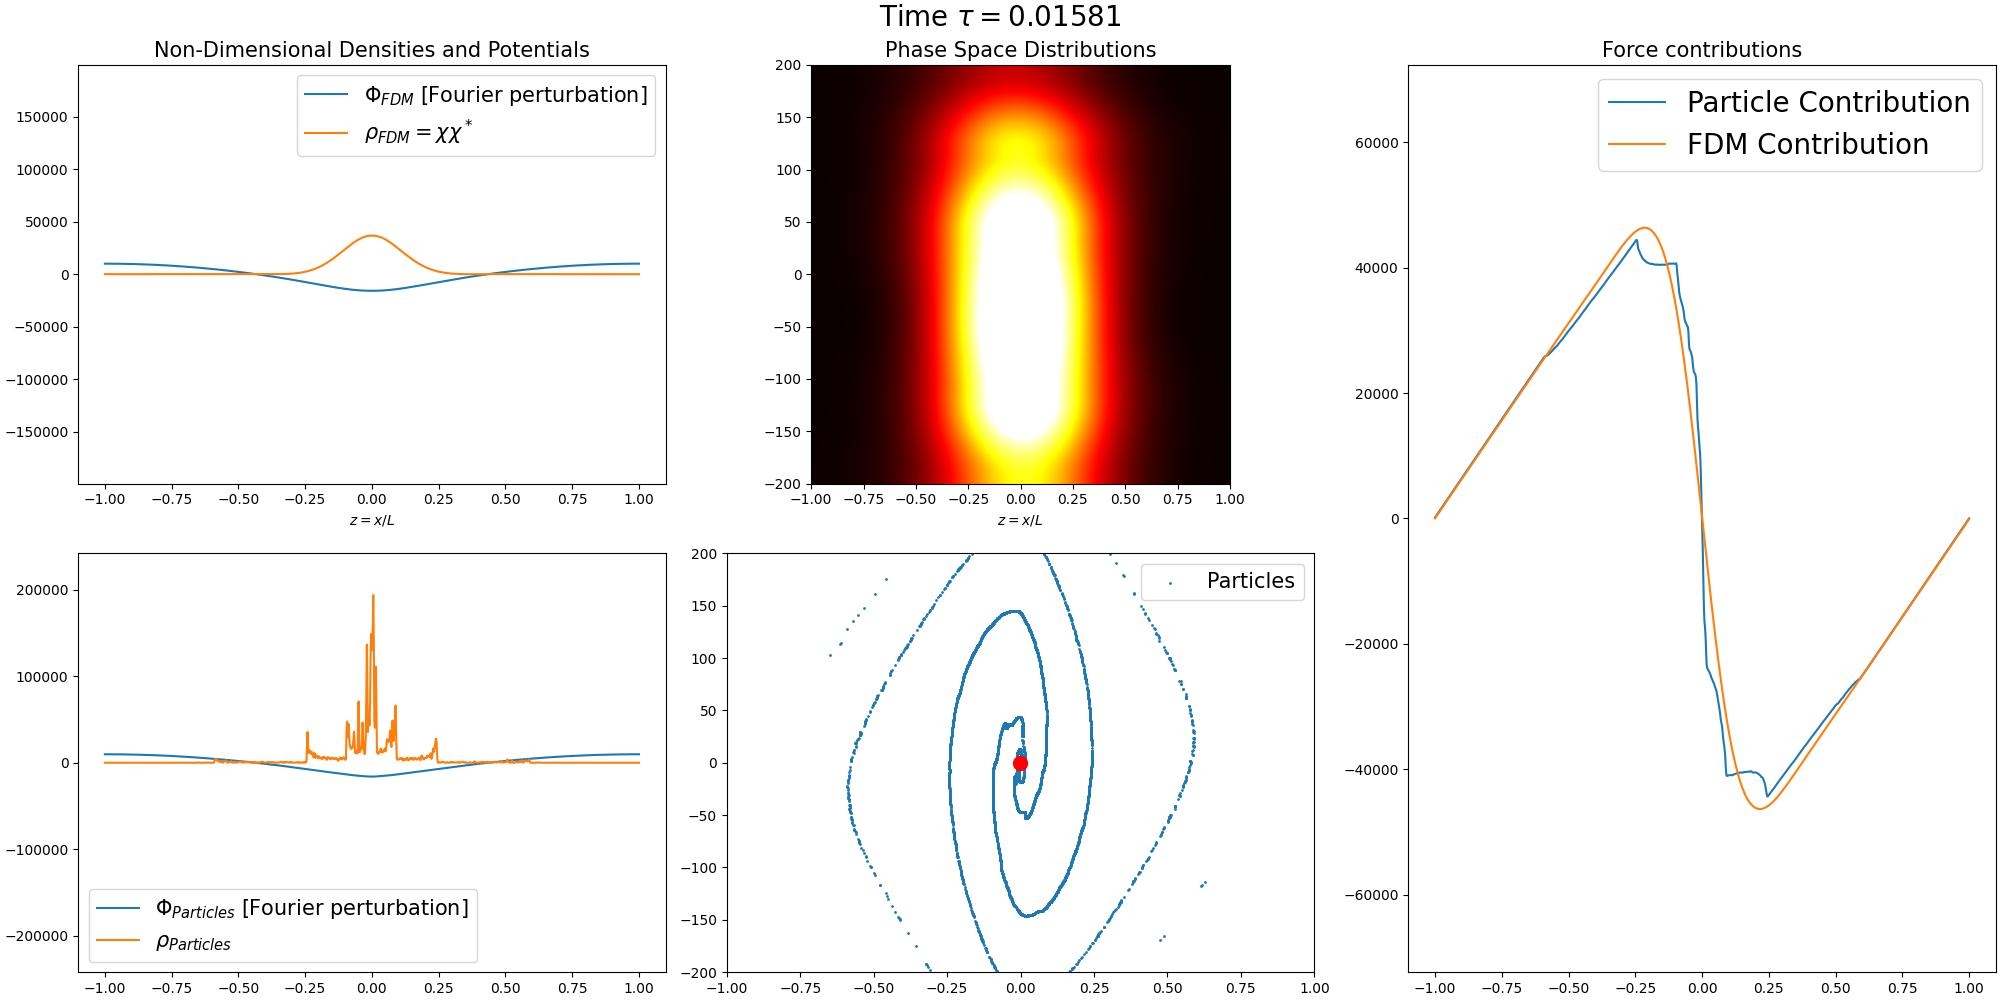 Time τ = 0.01581
Non-Dimensional Densities and Potentials
Φ_FDM [Fourier perturbation]
ρ_FDM = χχ*
150000
100000
50000
0
−50000
−100000
−150000
−1.00 −0.75 −0.50 −0.25 0.00 0.25 0.50 0.75 1.00
z = x/L
Phase Space Distributions
200
150
100
50
0
−50
−100
−150
−200
−1.00 −0.75 −0.50 −0.25 0.00 0.25 0.50 0.75 1.00
z = x/L
Force contributions
Particle Contribution
FDM Contribution
60000
40000
20000
0
−20000
−40000
−60000
−1.00 −0.75 −0.50 −0.25 0.00 0.25 0.50 0.75 1.00
200000
100000
0
−100000
−200000
Φ_Particles [Fourier perturbation]
ρ_Particles
−1.00 −0.75 −0.50 −0.25 0.00 0.25 0.50 0.75 1.00
Particles
200
150
100
50
0
−50
−100
−150
−200
−1.00 −0.75 −0.50 −0.25 0.00 0.25 0.50 0.75 1.00